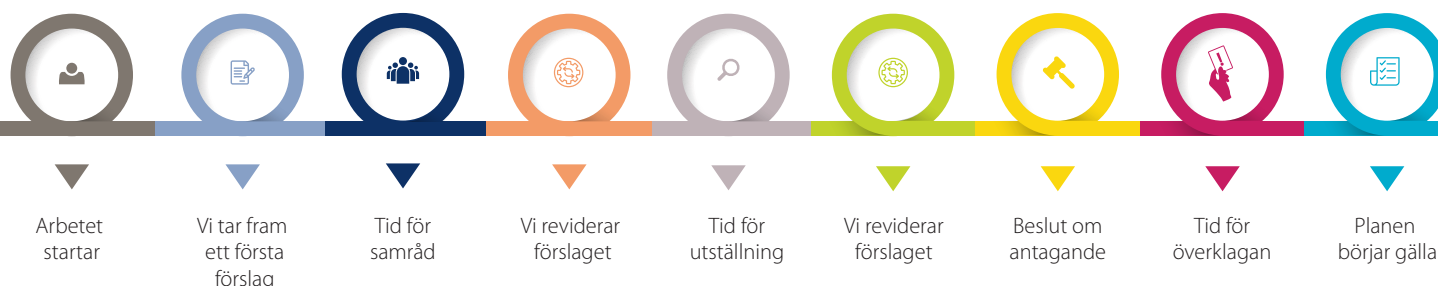 Arbetet
startar
Vi tar fram
ett första
förslag
Tid för
samråd
Vi reviderar
förslaget
Tid för
utställning
Vi reviderar
förslaget
Beslut om
antagande
Tid för
överklagan
Planen
börjar gälla